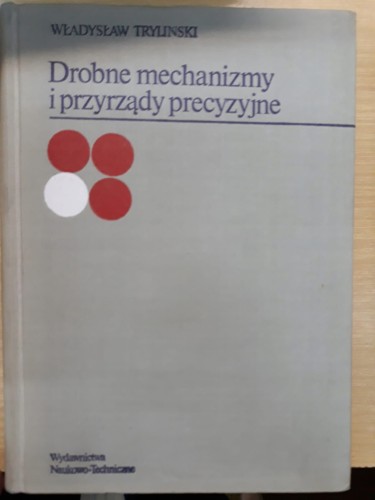 WŁADYSŁAW TRYLIŃSKI
Drobne mechanizmy
i przyrządy precyzyjne
Wydawnictwa
Naukowo-Techniczne